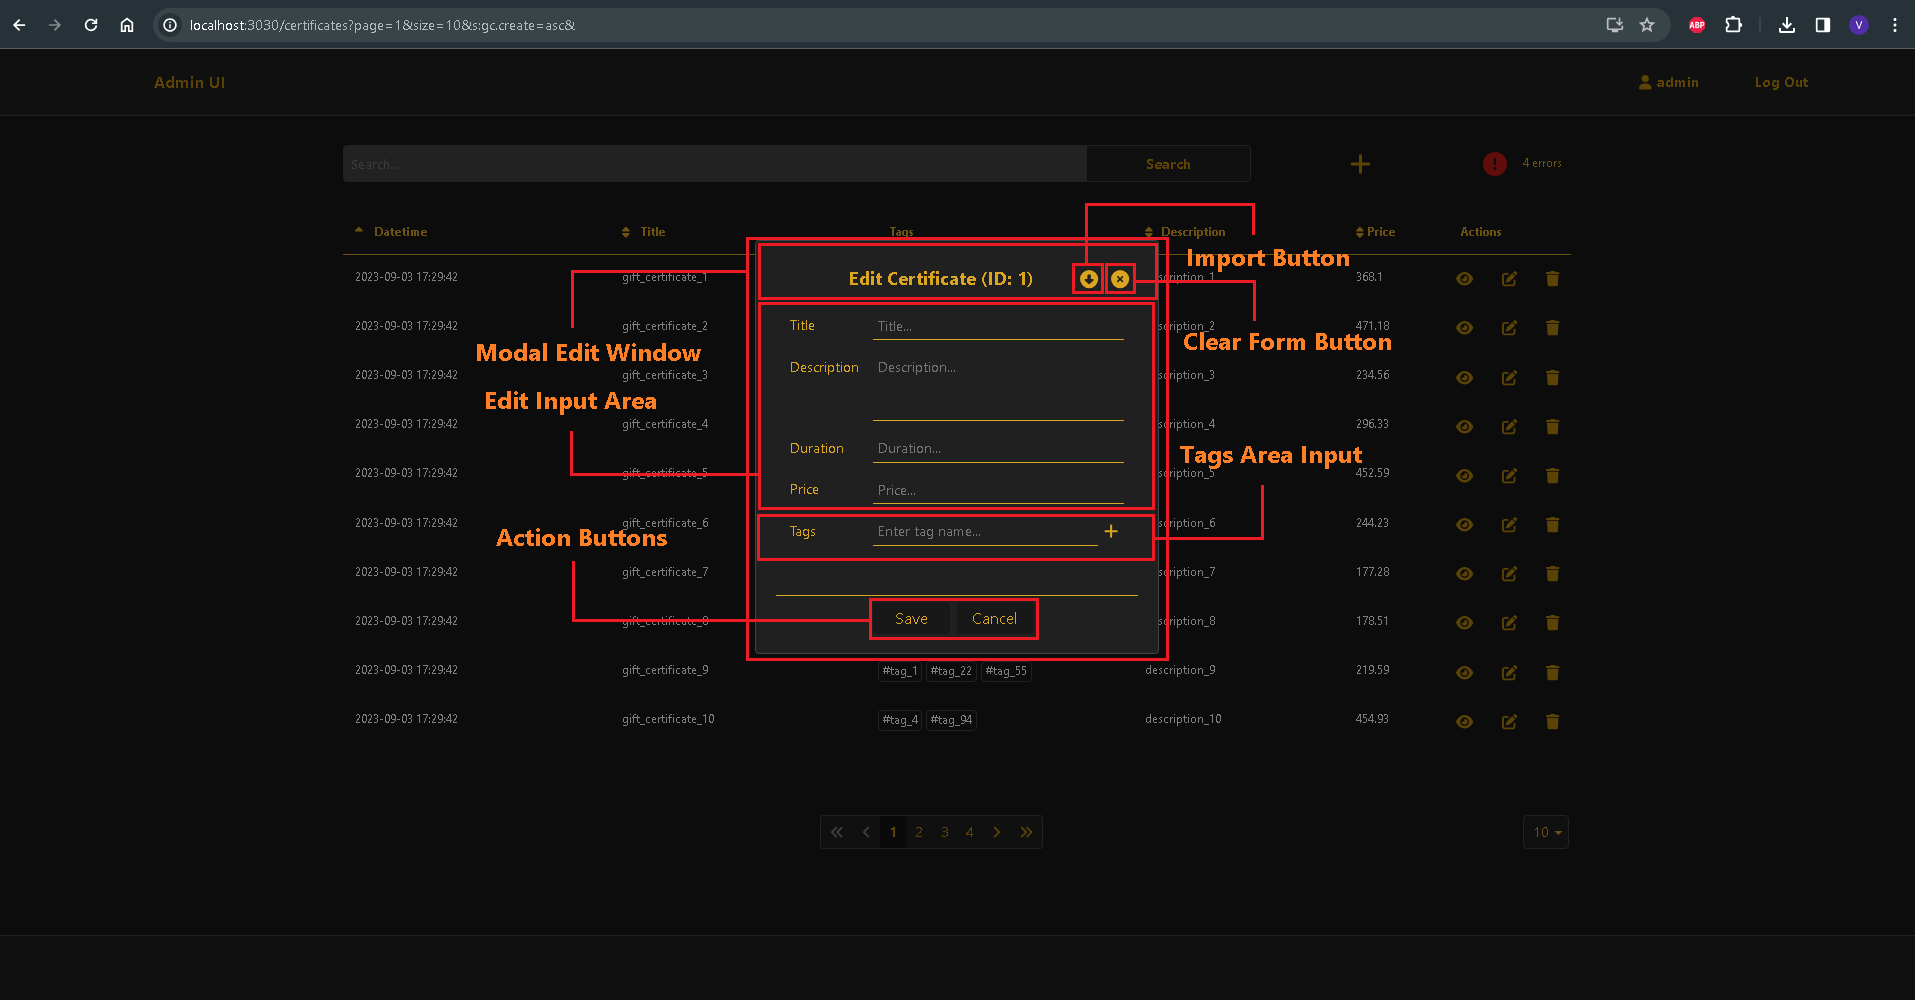 localhost:3030/certificates?page=1&size=10&s:gc.create=asc&
ABP
V
Admin UI
admin
Log Out
Search...
Search
4 errors
Datetime
Title
Tags
Description
Price
Actions
Import Button
Clear Form Button
Modal Edit Window
Edit Input Area
Tags Area Input
Action Buttons
Edit Certificate (ID: 1)
Title
Title...
Description
Description...
Duration
Duration...
Price
Price...
Tags
Enter tag name...
Save
Cancel
2023-09-03 17:29:42 gift_certificate_1 scription_1 368.1
2023-09-03 17:29:42 gift_certificate_2 scription_2 471.18
2023-09-03 17:29:42 gift_certificate_3 scription_3 234.56
2023-09-03 17:29:42 gift_certificate_4 scription_4 296.33
2023-09-03 17:29:42 gift_certificate_5 scription_5 452.59
2023-09-03 17:29:42 gift_certificate_6 scription_6 244.23
2023-09-03 17:29:42 gift_certificate_7 scription_7 177.28
2023-09-03 17:29:42 gift_certificate_8 scription_8 178.51
2023-09-03 17:29:42 gift_certificate_9 #tag_1 #tag_22 #tag_55 description_9 219.59
2023-09-03 17:29:42 gift_certificate_10 #tag_4 #tag_94 description_10 454.93
1 2 3 4
10